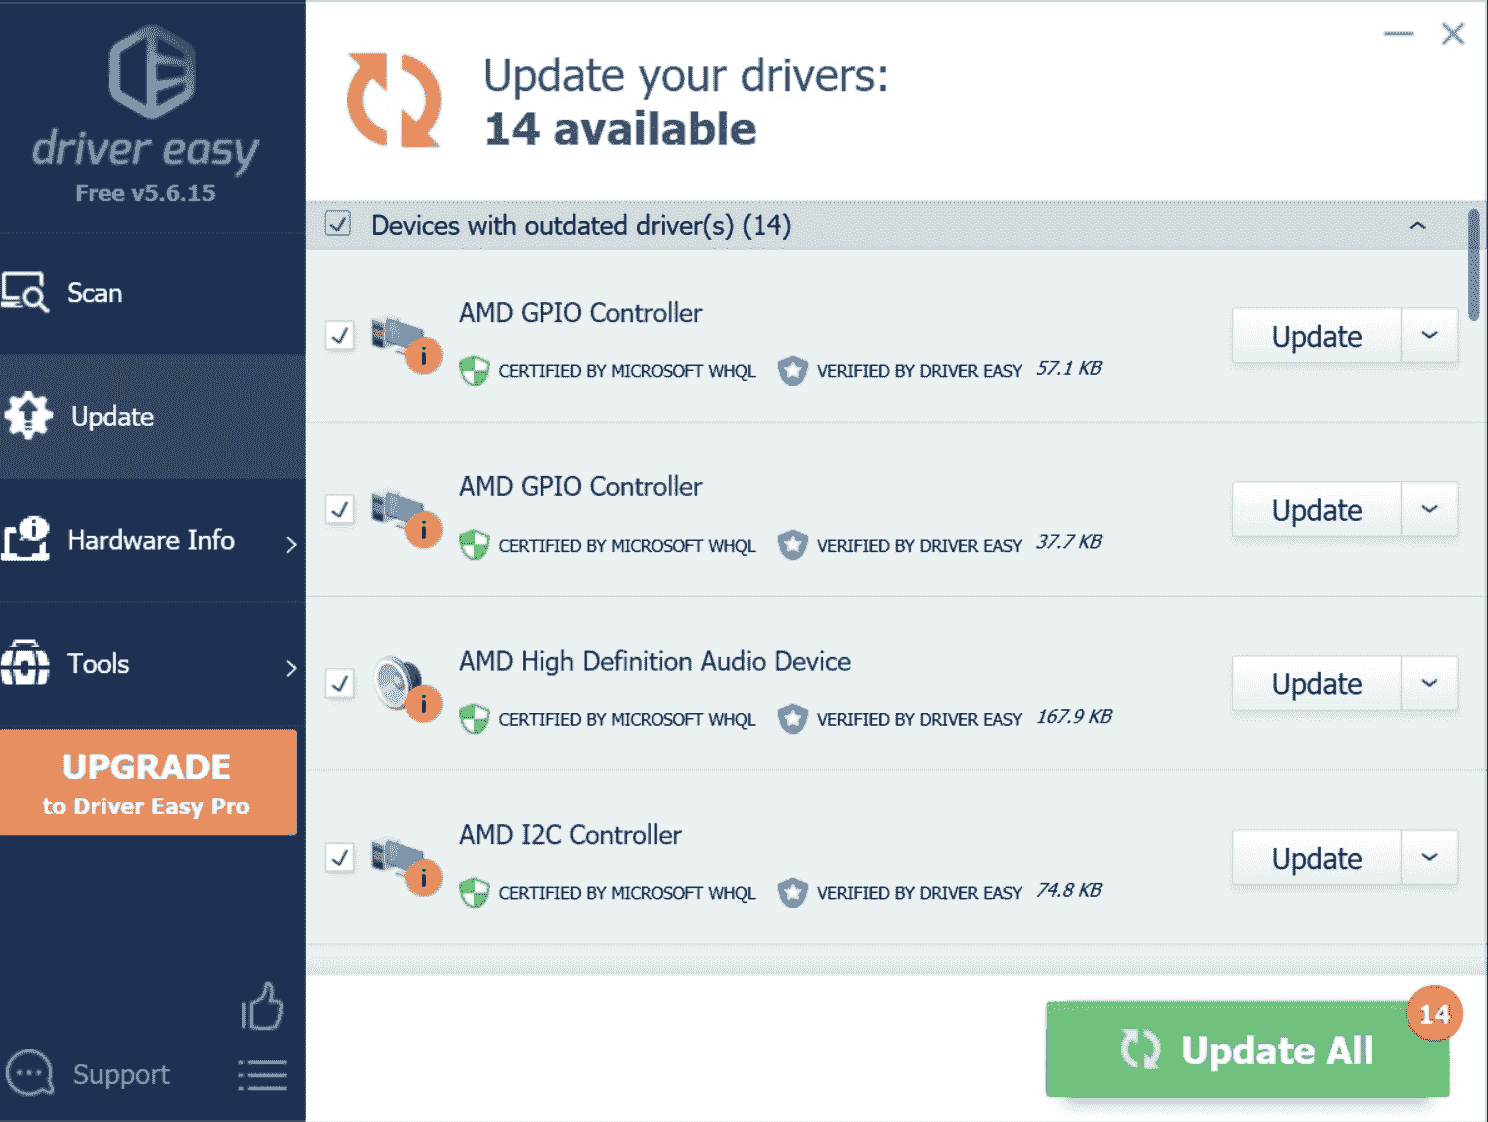 driver easy
Free v5.6.15
Scan
Update
Hardware Info
Tools
UPGRADE
to Driver Easy Pro
Support
Update your drivers:
14 available
Devices with outdated driver(s) (14)
AMD GPIO Controller
CERTIFIED BY MICROSOFT WHQL VERIFIED BY DRIVER EASY 57.1 KB
Update
AMD GPIO Controller
CERTIFIED BY MICROSOFT WHQL VERIFIED BY DRIVER EASY 37.7 KB
Update
AMD High Definition Audio Device
CERTIFIED BY MICROSOFT WHQL VERIFIED BY DRIVER EASY 167.9 KB
Update
AMD I2C Controller
CERTIFIED BY MICROSOFT WHQL VERIFIED BY DRIVER EASY 74.8 KB
Update
14
Update All